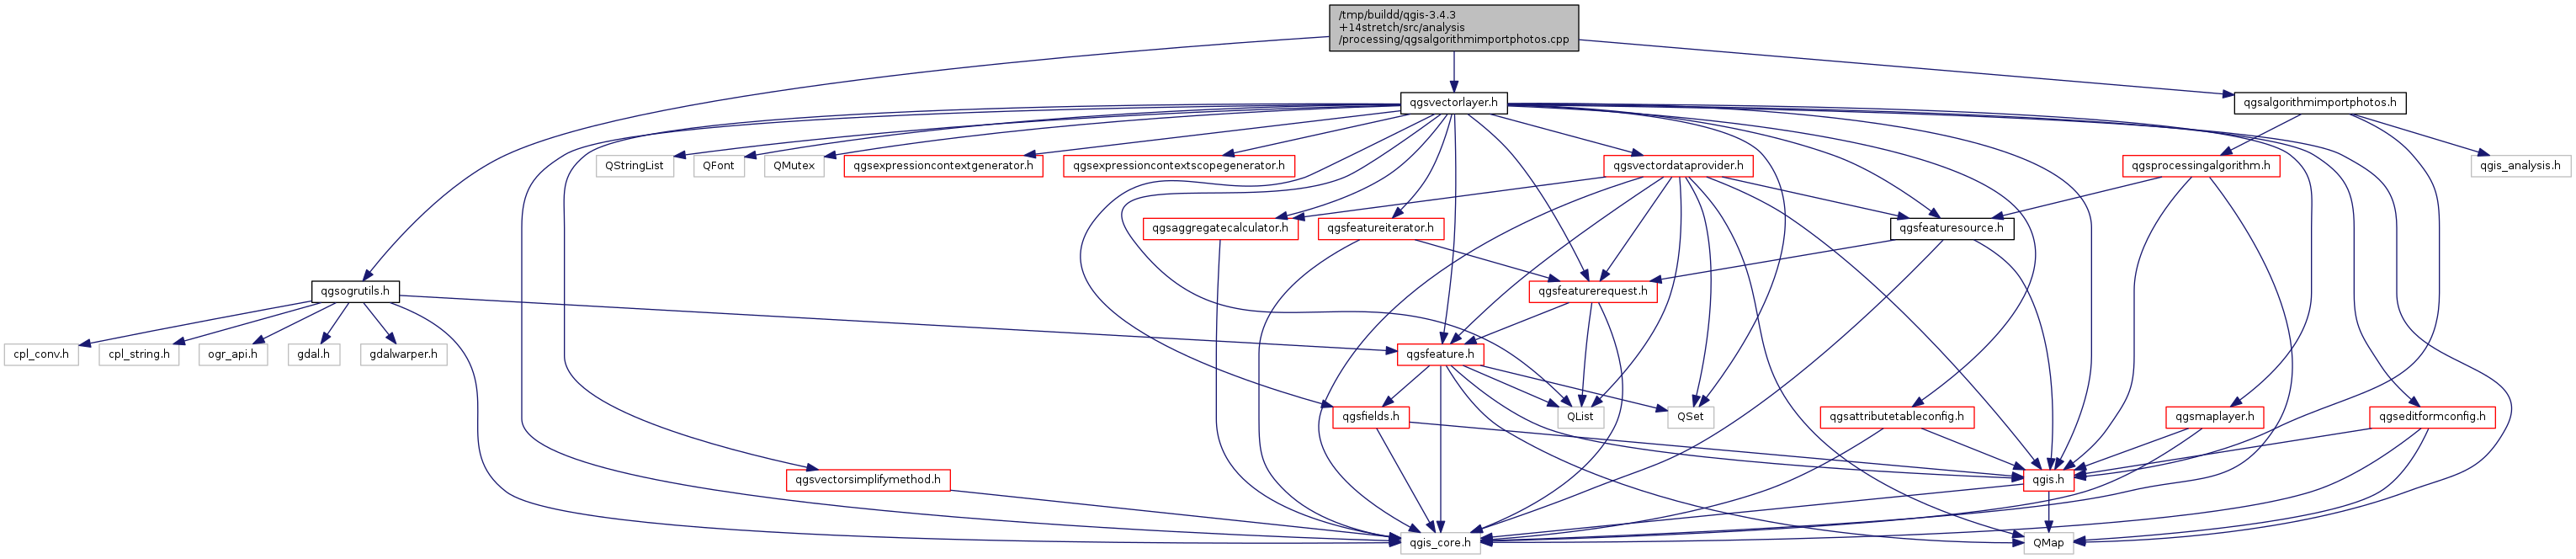 /tmp/buildd/qgis-3.4.3
+14stretch/src/analysis
/processing/qgsalgorithmimportphotos.cpp
qgsvectorlayer.h
qgsalgorithmimportphotos.h
QStringList
QFont
QMutex
qgsexpressioncontextgenerator.h
qgsexpressioncontextscopegenerator.h
qgsvectordataprovider.h
qgsprocessingalgorithm.h
qgis_analysis.h
qgsaggregatecalculator.h
qgsfeatureiterator.h
qgsfeaturesource.h
qgsogrutils.h
qgsfeaturerequest.h
cpl_conv.h
cpl_string.h
ogr_api.h
gdal.h
gdalwarper.h
qgsfeature.h
qgsfields.h
QList
QSet
qgsattributetableconfig.h
qgsmaplayer.h
qgseditformconfig.h
qgsvectorsimplifymethod.h
qgis.h
qgis_core.h
QMap